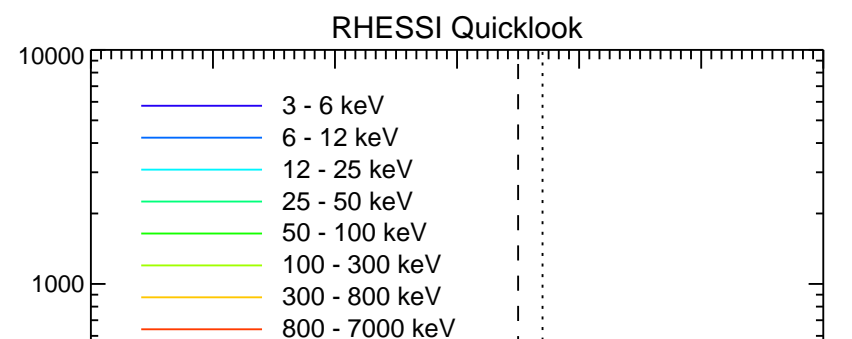 RHESSI Quicklook
10000
3 - 6 keV
6 - 12 keV
12 - 25 keV
25 - 50 keV
50 - 100 keV
100 - 300 keV
1000
300 - 800 keV
800 - 7000 keV